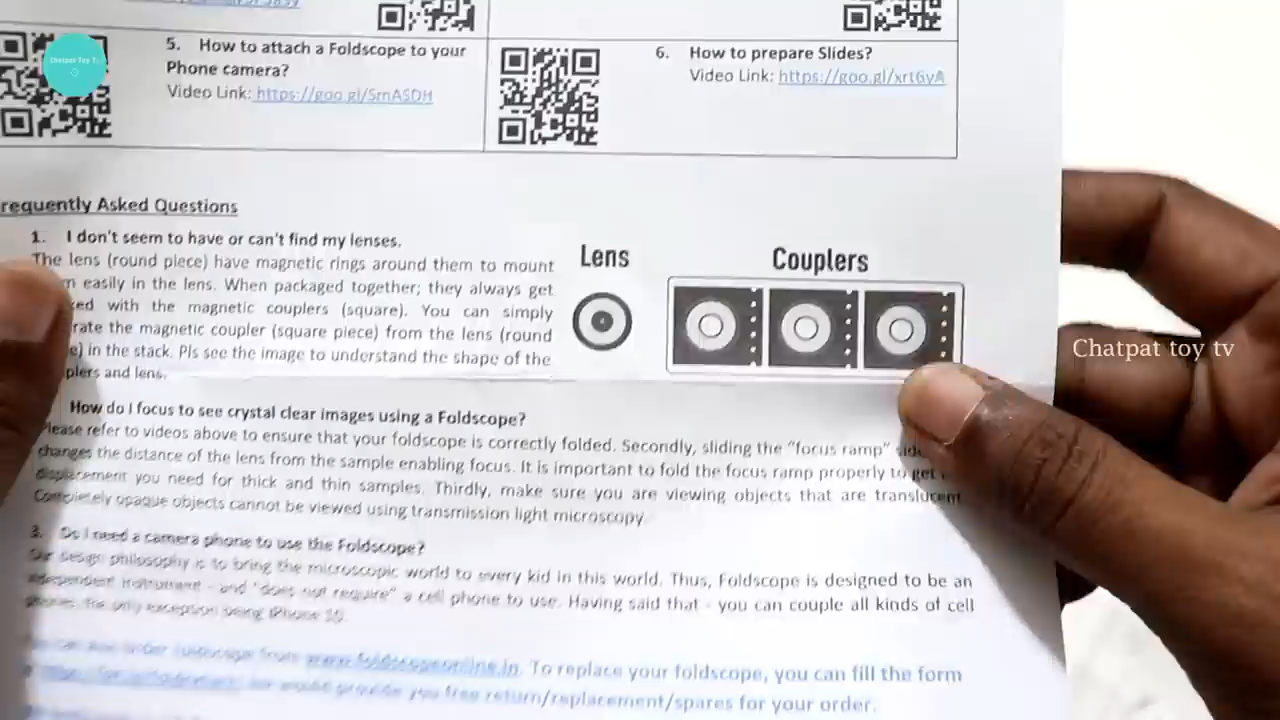 5. How to attach a Foldscope to your
Phone camera?
Video Link: https://goo.gl/SmASDH
6. How to prepare Slides?
Video Link: https://goo.gl/xrtGyA
requently Asked Questions
1. I don't seem to have or can't find my lenses.
The lens (round piece) have magnetic rings around them to mount
easily in the lens. When packaged together; they always get
with the magnetic couplers (square). You can simply
rate the magnetic coupler (square piece) from the lens (round
in the stack. Pls see the image to understand the shape of the
plers and lens.
Lens
Couplers
How do I focus to see crystal clear images using a Foldscope?
Please refer to videos above to ensure that your foldscope is correctly folded. Secondly, sliding the “focus ramp”
changes the distance of the lens from the sample enabling focus. It is important to fold the focus ramp properly to get
displacement you need for thick and thin samples. Thirdly, make sure you are viewing objects that are translucent
Completely opaque objects cannot be viewed using transmission light microscopy.
3. Do I need a camera phone to use the Foldscope?
Our design philosophy is to bring the microscopic world to every kid in this world. Thus, Foldscope is designed to be an
independent instrument - and "does not require" a cell phone to use. Having said that - you can couple all kinds of cell
phones, the only exception being iPhone 10.
www.foldscopeonline.in. To replace your foldscope, you can fill the form
we would provide you free return/replacement/spares for your order.
Chatpat Toy T
Chatpat toy tv